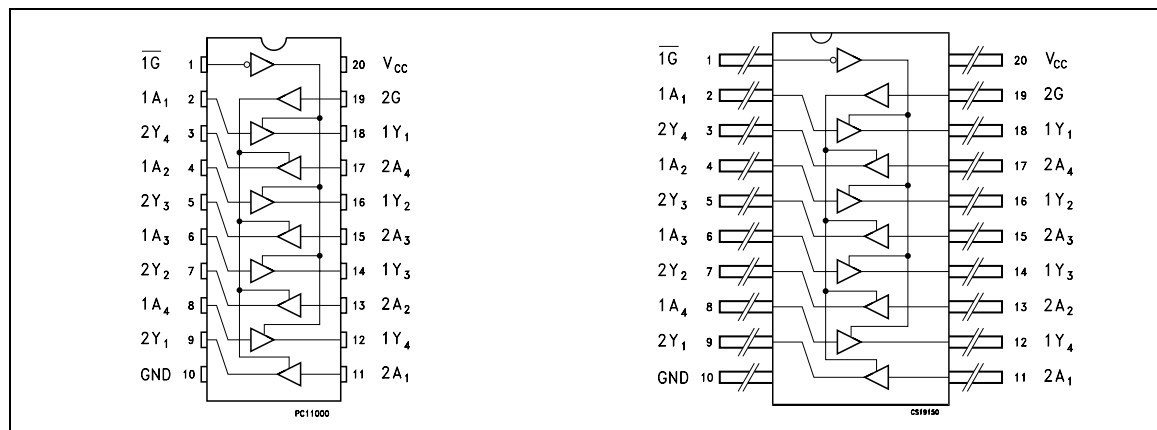 1G 1 20 VCC
1A1 2 19 2G
2Y4 3 18 1Y1
1A2 4 17 2A4
2Y3 5 16 1Y2
1A3 6 15 2A3
2Y2 7 14 1Y3
1A4 8 13 2A2
2Y1 9 12 1Y4
GND 10 11 2A1
PC11000
1G 1 20 VCC
1A1 2 19 2G
2Y4 3 18 1Y1
1A2 4 17 2A4
2Y3 5 16 1Y2
1A3 6 15 2A3
2Y2 7 14 1Y3
1A4 8 13 2A2
2Y1 9 12 1Y4
GND 10 11 2A1
CS19150